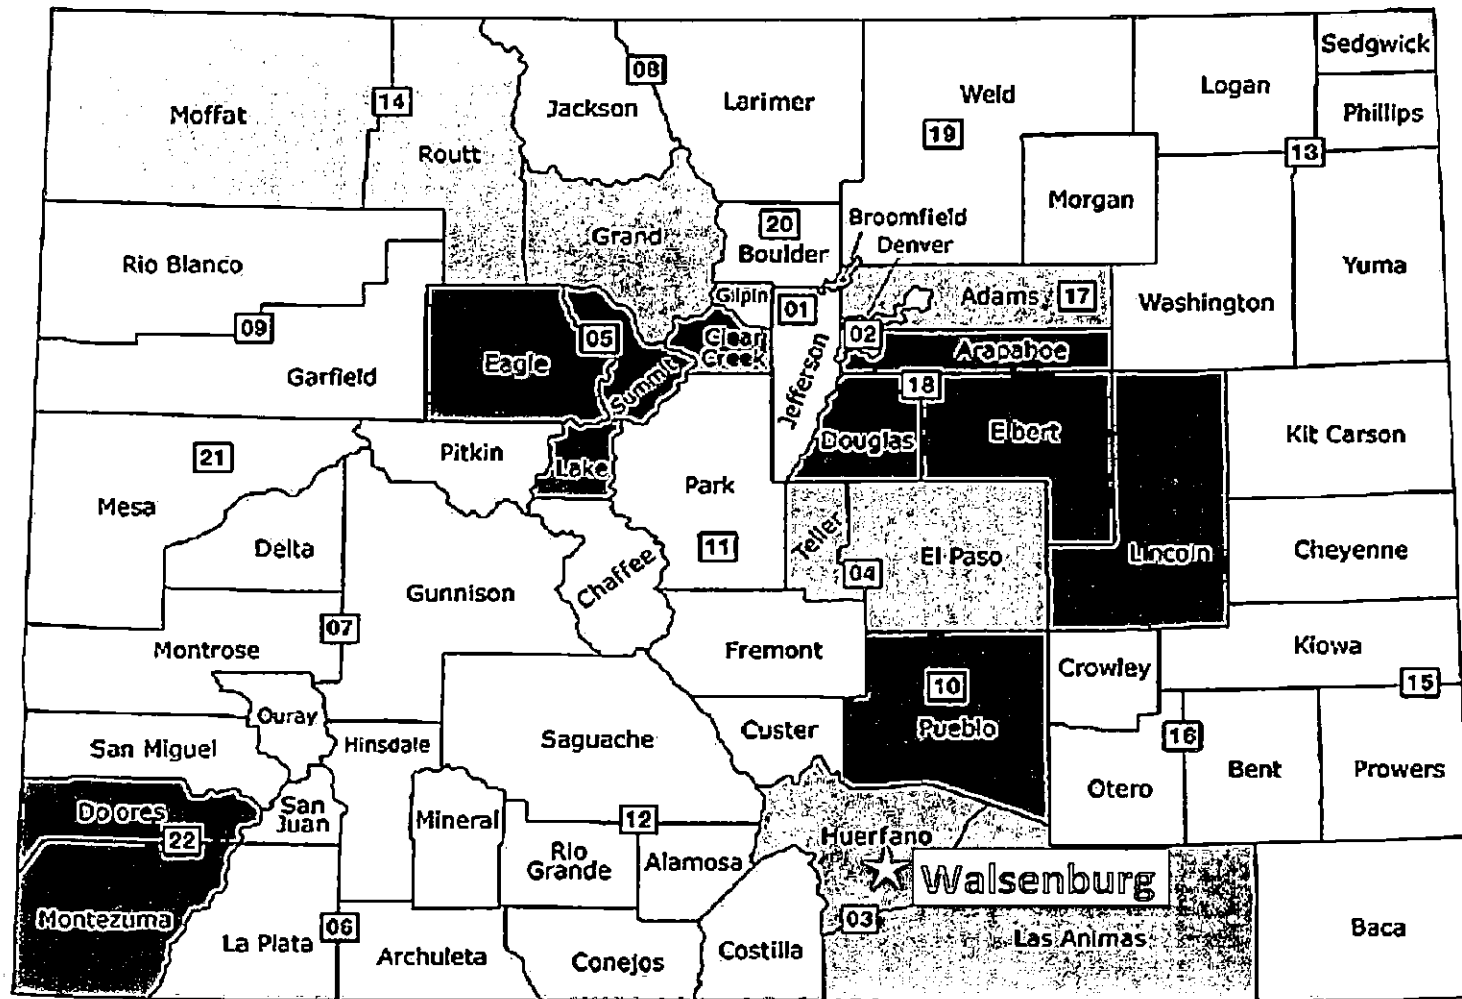 Sedgwick
Moffat
14
08
Jackson
Larimer
Weld
Logan
Phillips
19
13
Routt
Morgan
Rio Blanco
Grand
20
Boulder
Broomfield
Denver
Yuma
Gilpin
01
Adams
17
Washington
09
05
02
Clear
Creek
Arapahoe
Eagle
Garfield
Summit
Jefferson
18
21
Pitkin
Lake
Douglas
Elbert
Kit Carson
Mesa
Park
Delta
11
Teller
El Paso
Lincoln
Cheyenne
Gunnison
Chaffee
04
07
Montrose
Fremont
Crowley
Kiowa
15
10
Ouray
San Miguel
Hinsdale
Saguache
Custer
Pueblo
16
Otero
Bent
Prowers
Dolores
San
Juan
Mineral
12
Huerfano
22
Rio
Grande
Alamosa
Walsenburg
Montezuma
06
La Plata
Archuleta
Conejos
Costilla
03
Las Animas
Baca